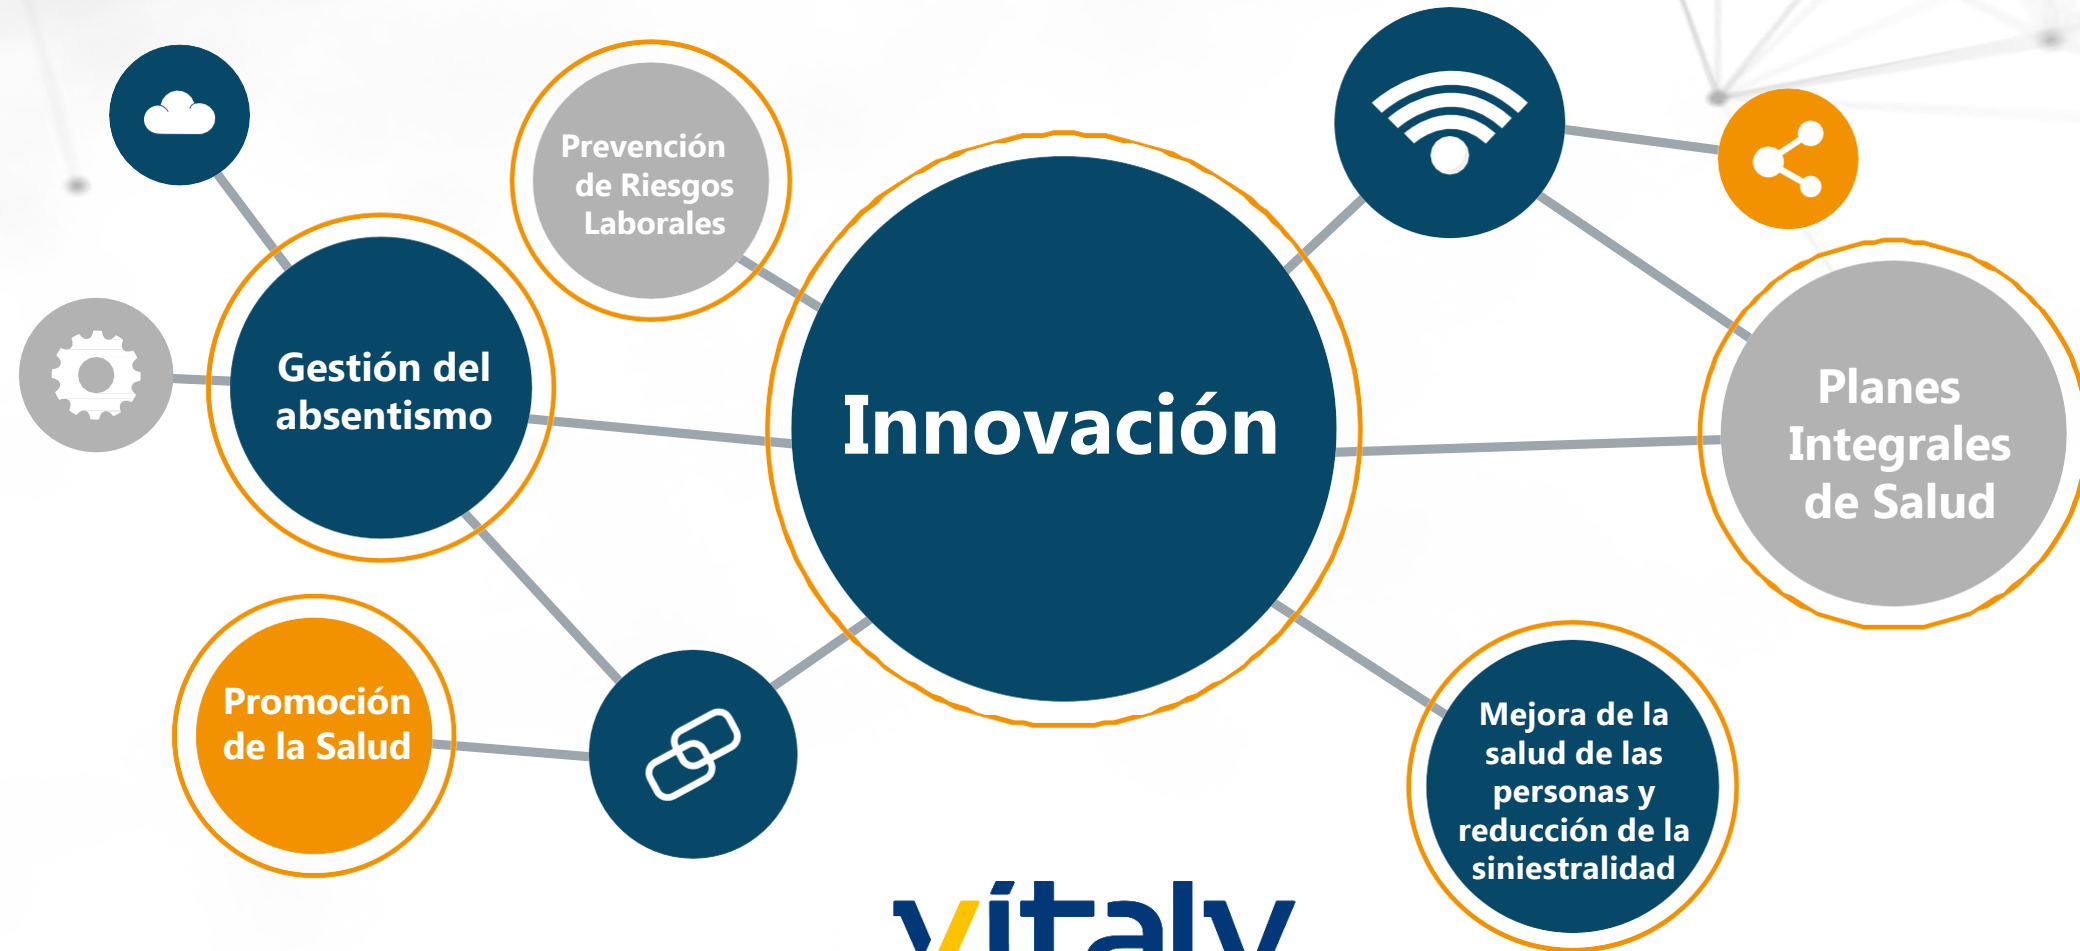 Prevención
de Riesgos
Laborales
Gestión del
absentismo
Innovación
Planes
Integrales
de Salud
Promoción
de la Salud
Mejora de la
salud de las
personas y
reducción de la
siniestralidad
vítaly